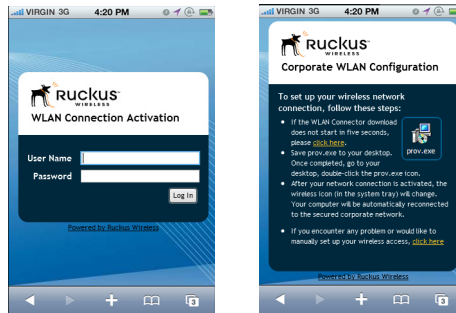 VIRGIN 3G 4:20 PM
RUCKUS™
WIRELESS
WLAN Connection Activation
User Name
Password
Log In
Powered by Ruckus Wireless
3
VIRGIN 3G 4:20 PM
RUCKUS™
WIRELESS
Corporate WLAN Configuration
To set up your wireless network
connection, follow these steps:
• If the WLAN Connector download
does not start in five seconds,
please click here.
• Save prov.exe to your desktop.
Once completed, go to your
desktop, double-click the prov.exe icon.
prov.exe
• After your network connection is activated, the
wireless icon (in the system tray) will change.
Your computer will be automatically reconnected
to the secured corporate network.
• If you encounter any problem or would like to
manually set up your wireless access, click here
Powered by Ruckus Wireless
3